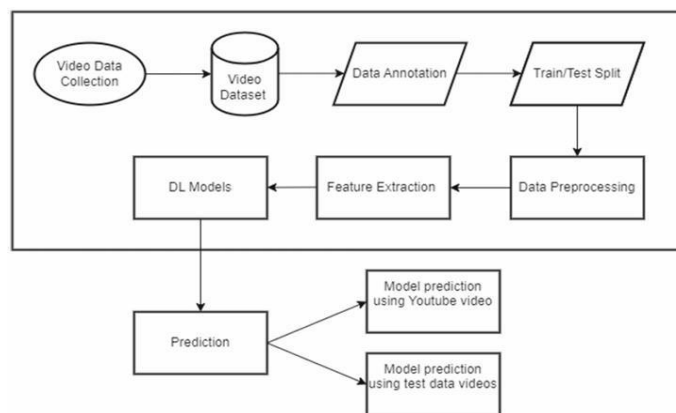 Video Data
Collection
Video
Dataset
Data Annotation
Train/Test Split
DL Models
Feature Extraction
Data Preprocessing
Prediction
Model prediction
using Youtube video
Model prediction
using test data videos